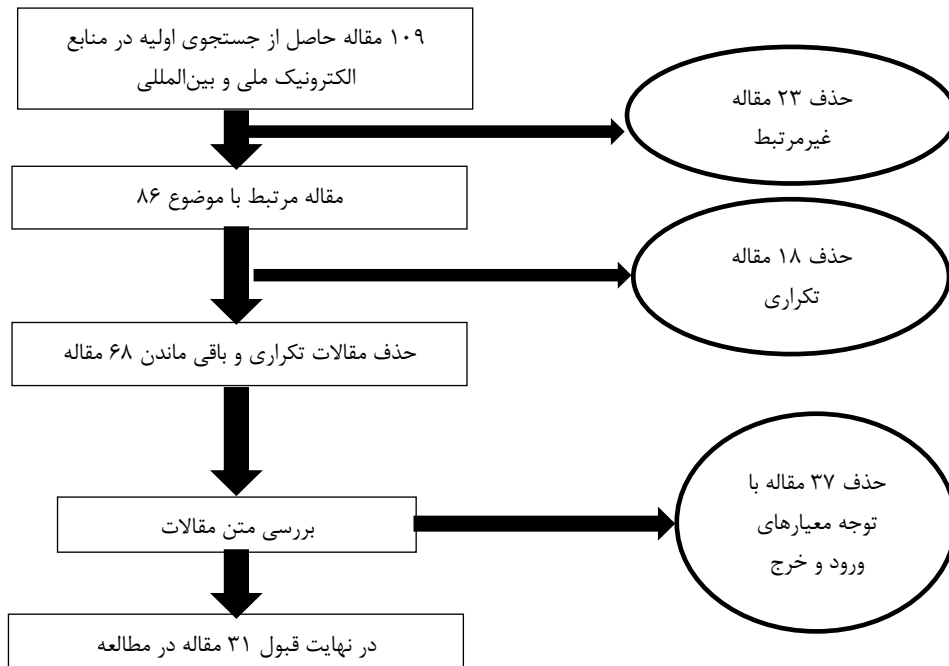 ۱۰۹ مقاله حاصل از جستجوی اولیه در منابع
الکترونیک ملی و بین‌المللی
حذف ۲۳ مقاله
غیرمرتبط
مقاله مرتبط با موضوع ۸۶
حذف ۱۸ مقاله
تکراری
حذف مقالات تکراری و باقی ماندن ۶۸ مقاله
حذف ۳۷ مقاله با
توجه معیارهای
ورود و خرج
بررسی متن مقالات
در نهایت قبول ۳۱ مقاله در مطالعه